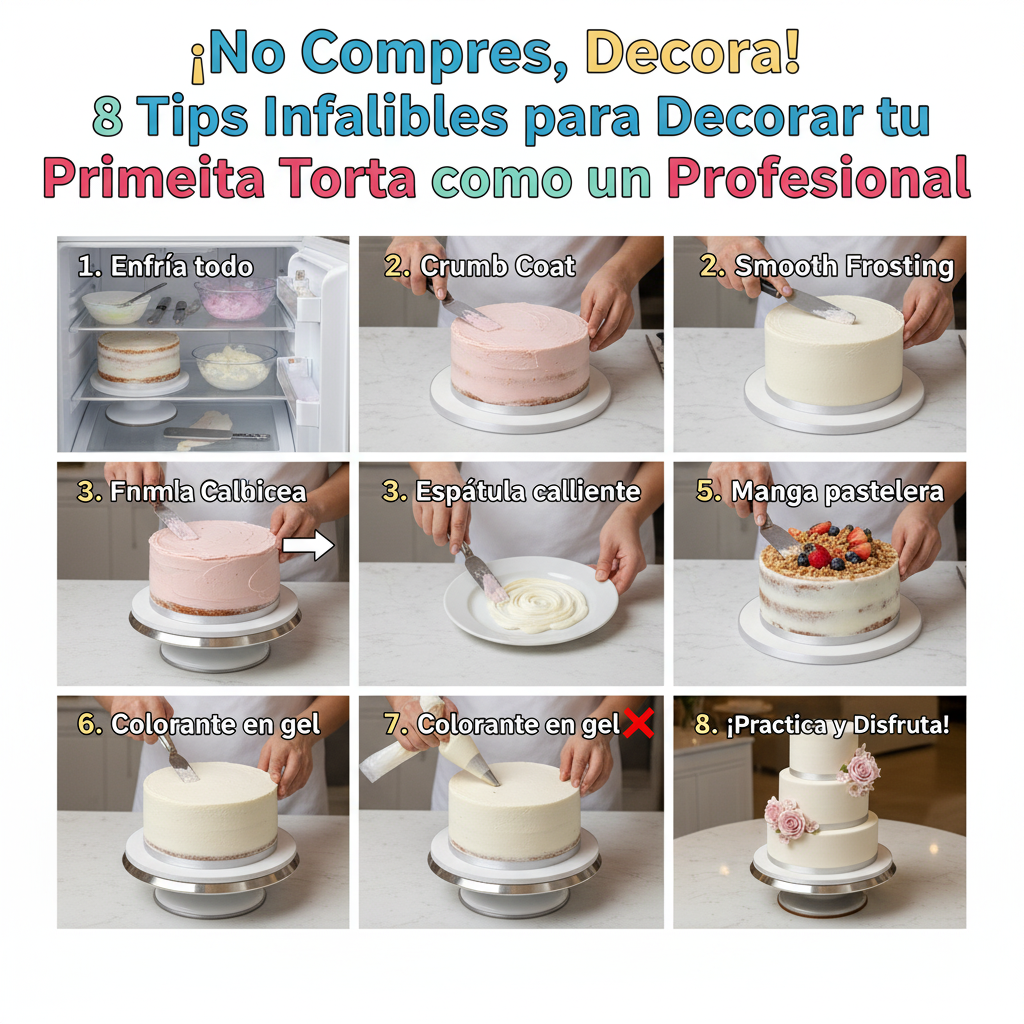 ¡No Compres, Decora!
8 Tips Infalibles para Decorar tu
Primeita Torta como un Profesional
1. Enfría todo
2. Crumb Coat
2. Smooth Frosting
3. Fnmla Calbicea
3. Espátula calliente
5. Manga pastelera
6. Colorante en gel
7. Colorante en gel
8. ¡Practica y Disfruta!